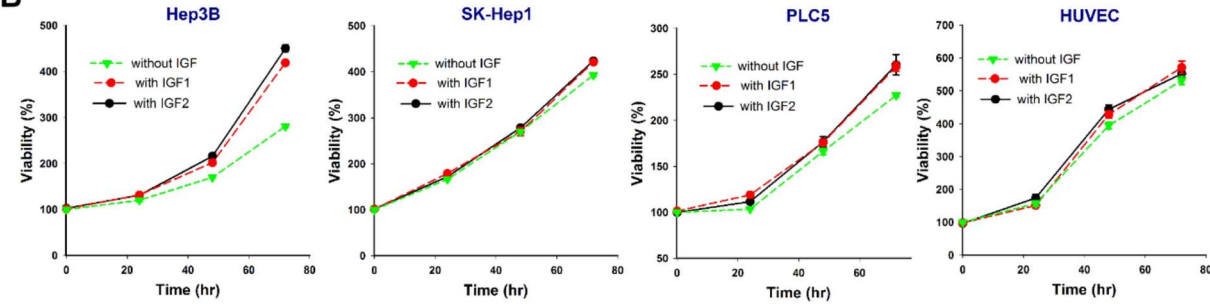 B
Hep3B
500
400
300
200
100
0
Viability (%)
without IGF
with IGF1
with IGF2
0 20 40 60 80
Time (hr)
SK-Hep1
500
400
300
200
100
0
Viability (%)
without IGF
with IGF1
with IGF2
0 20 40 60 80
Time (hr)
PLC5
300
250
200
150
100
50
Viability (%)
without IGF
with IGF1
with IGF2
0 20 40 60
Time (hr)
HUVEC
700
600
500
400
300
200
100
0
Viability (%)
without IGF
with IGF1
with IGF2
0 20 40 60 80
Time (hr)